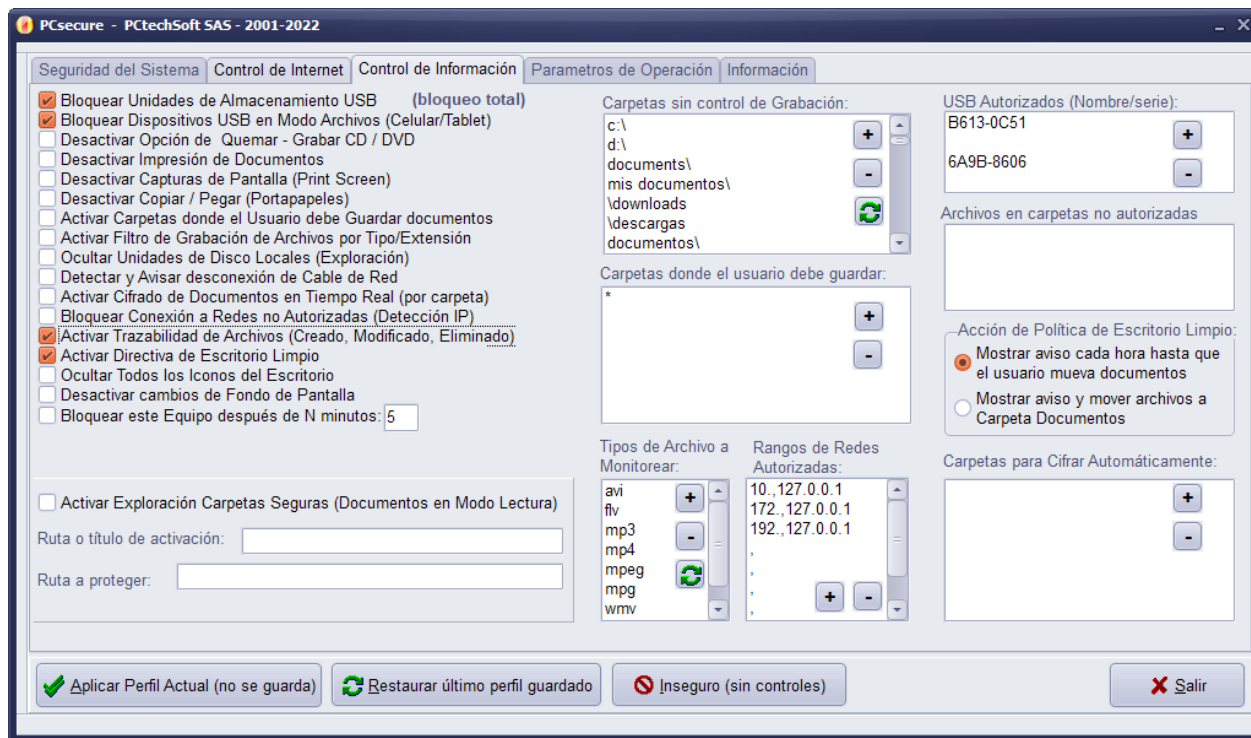 PCsecure - PCtechSoft SAS - 2001-2022
Seguridad del Sistema
Control de Internet
Control de Información
Parametros de Operación
Información
Bloquear Unidades de Almacenamiento USB (bloqueo total)
Bloquear Dispositivos USB en Modo Archivos (Celular/Tablet)
Desactivar Opción de Quemar - Grabar CD / DVD
Desactivar Impresión de Documentos
Desactivar Capturas de Pantalla (Print Screen)
Desactivar Copiar / Pegar (Portapapeles)
Activar Carpetas donde el Usuario debe Guardar documentos
Activar Filtro de Grabación de Archivos por Tipo/Extensión
Ocultar Unidades de Disco Locales (Exploración)
Detectar y Avisar desconexión de Cable de Red
Activar Cifrado de Documentos en Tiempo Real (por carpeta)
Bloquear Conexión a Redes no Autorizadas (Detección IP)
Activar Trazabilidad de Archivos (Creado, Modificado, Eliminado)
Activar Directiva de Escritorio Limpio
Ocultar Todos los Iconos del Escritorio
Desactivar cambios de Fondo de Pantalla
Bloquear este Equipo después de N minutos: 5
Activar Exploración Carpetas Seguras (Documentos en Modo Lectura)
Ruta o título de activación:
Ruta a proteger:
Carpetas sin control de Grabación:
c:\
d:\
documents\
mis documentos\
\downloads
\descargas
documentos\
+
-
Carpetas donde el usuario debe guardar:
*
+
-
Tipos de Archivo a
Monitorear:
avi
flv
mp3
mp4
mpeg
mpg
wmv
+
-
Rangos de Redes
Autorizadas:
10.,127.0.0.1
172.,127.0.0.1
192.,127.0.0.1
,
,
,
,
+
-
USB Autorizados (Nombre/serie):
B613-0C51
6A9B-8606
+
-
Archivos en carpetas no autorizadas
Acción de Política de Escritorio Limpio:
Mostrar aviso cada hora hasta que
el usuario mueva documentos
Mostrar aviso y mover archivos a
Carpeta Documentos
Carpetas para Cifrar Automáticamente:
+
-
Aplicar Perfil Actual (no se guarda)
Restaurar último perfil guardado
Inseguro (sin controles)
Salir